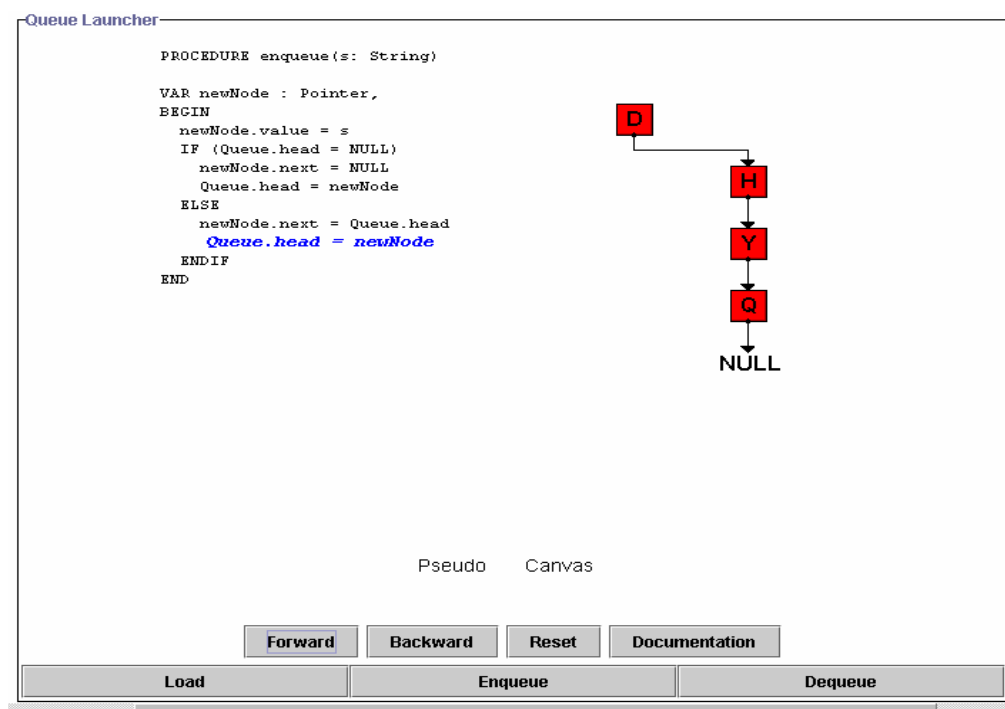 Queue Launcher
PROCEDURE enqueue(s: String)
VAR newNode : Pointer,
BEGIN
newNode.value = s
IF (Queue.head = NULL)
newNode.next = NULL
Queue.head = newNode
ELSE
newNode.next = Queue.head
Queue.head = newNode
ENDIF
END
D
H
Y
Q
NULL
Pseudo Canvas
Forward Backward Reset Documentation
Load Enqueue Dequeue